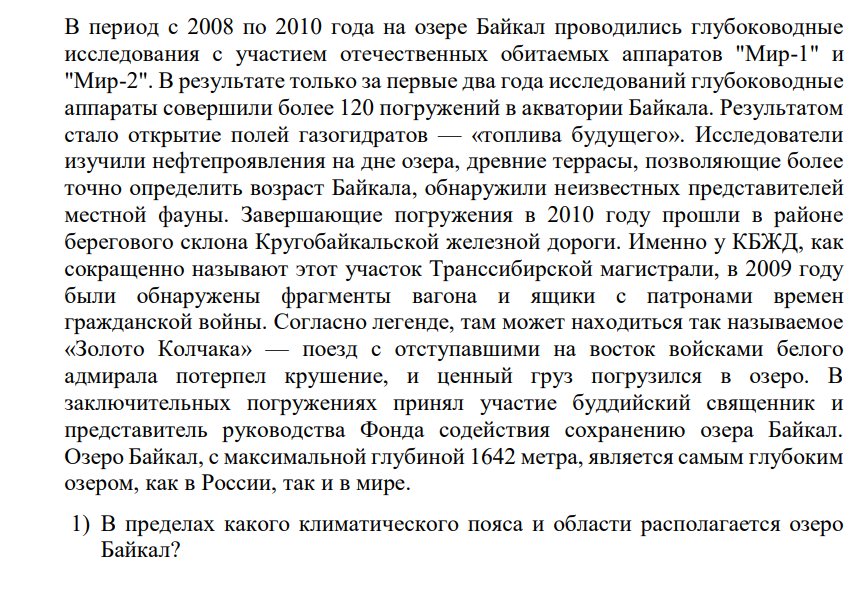 В период с 2008 по 2010 года на озере Байкал проводились глубоководные
исследования с участием отечественных обитаемых аппаратов "Мир-1" и
"Мир-2". В результате только за первые два года исследований глубоководные
аппараты совершили более 120 погружений в акватории Байкала. Результатом
стало открытие полей газогидратов — «топлива будущего». Исследователи
изучили нефтепроявления на дне озера, древние террасы, позволяющие более
точно определить возраст Байкала, обнаружили неизвестных представителей
местной фауны. Завершающие погружения в 2010 году прошли в районе
берегового склона Кругобайкальской железной дороги. Именно у КБЖД, как
сокращенно называют этот участок Транссибирской магистрали, в 2009 году
были обнаружены фрагменты вагона и ящики с патронами времен
гражданской войны. Согласно легенде, там может находиться так называемое
«Золото Колчака» — поезд с отступавшими на восток войсками белого
адмирала потерпел крушение, и ценный груз погрузился в озеро. В
заключительных погружениях принял участие буддийский священник и
представитель руководства Фонда содействия сохранению озера Байкал.
Озеро Байкал, с максимальной глубиной 1642 метра, является самым глубоким
озером, как в России, так и в мире.
1) В пределах какого климатического пояса и области располагается озеро
Байкал?